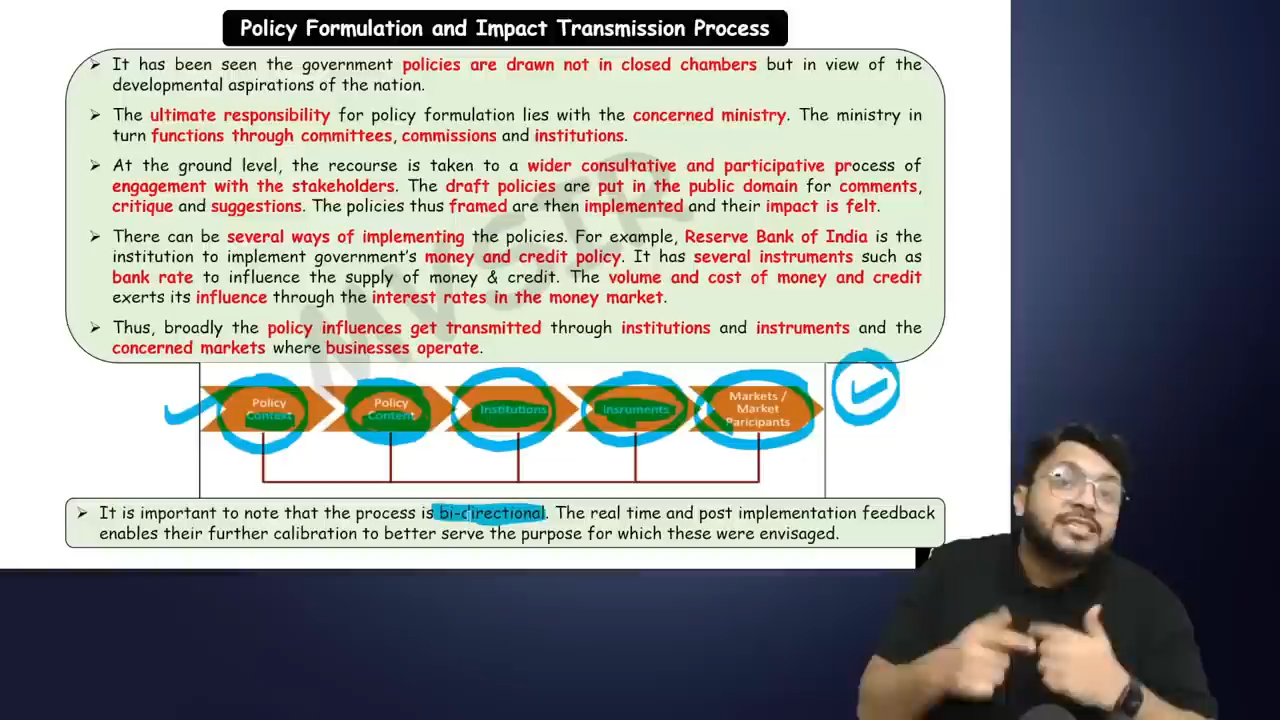 Policy Formulation and Impact Transmission Process
➢ It has been seen the government policies are drawn not in closed chambers but in view of the
developmental aspirations of the nation.
➢ The ultimate responsibility for policy formulation lies with the concerned ministry. The ministry in
turn functions through committees, commissions and institutions.
➢ At the ground level, the recourse is taken to a wider consultative and participative process of
engagement with the stakeholders. The draft policies are put in the public domain for comments,
critique and suggestions. The policies thus framed are then implemented and their impact is felt.
➢ There can be several ways of implementing the policies. For example, Reserve Bank of India is the
institution to implement government's money and credit policy. It has several instruments such as
bank rate to influence the supply of money & credit. The volume and cost of money and credit
exerts its influence through the interest rates in the money market.
➢ Thus, broadly the policy influences get transmitted through institutions and instruments and the
concerned markets where businesses operate.
MVSIR
Policy
Context
Policy
Content
Institutions
Insruments
Markets /
Market
Paricipants
➢ It is important to note that the process is bi-directional. The real time and post implementation feedback
enables their further calibration to better serve the purpose for which these were envisaged.